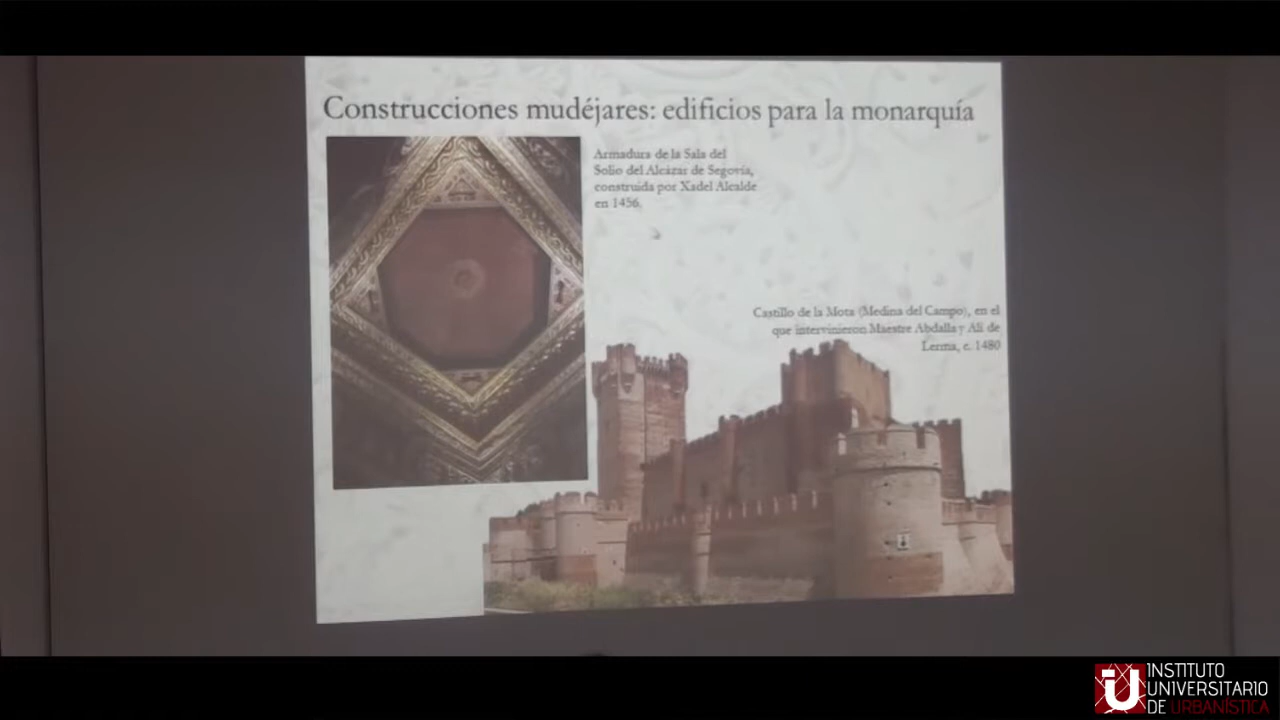 Construcciones mudéjares: edificios para la monarquía
Armadura de la Sala del
Solio del Alcázar de Segovia,
construida por Xadel Alcalde
en 1456.
Castillo de la Mota (Medina del Campo), en el
que intervinieron Maestre Abdalla y Alí de
Lerma, c. 1480
INSTITUTO
UNIVERSITARIO
DE URBANÍSTICA